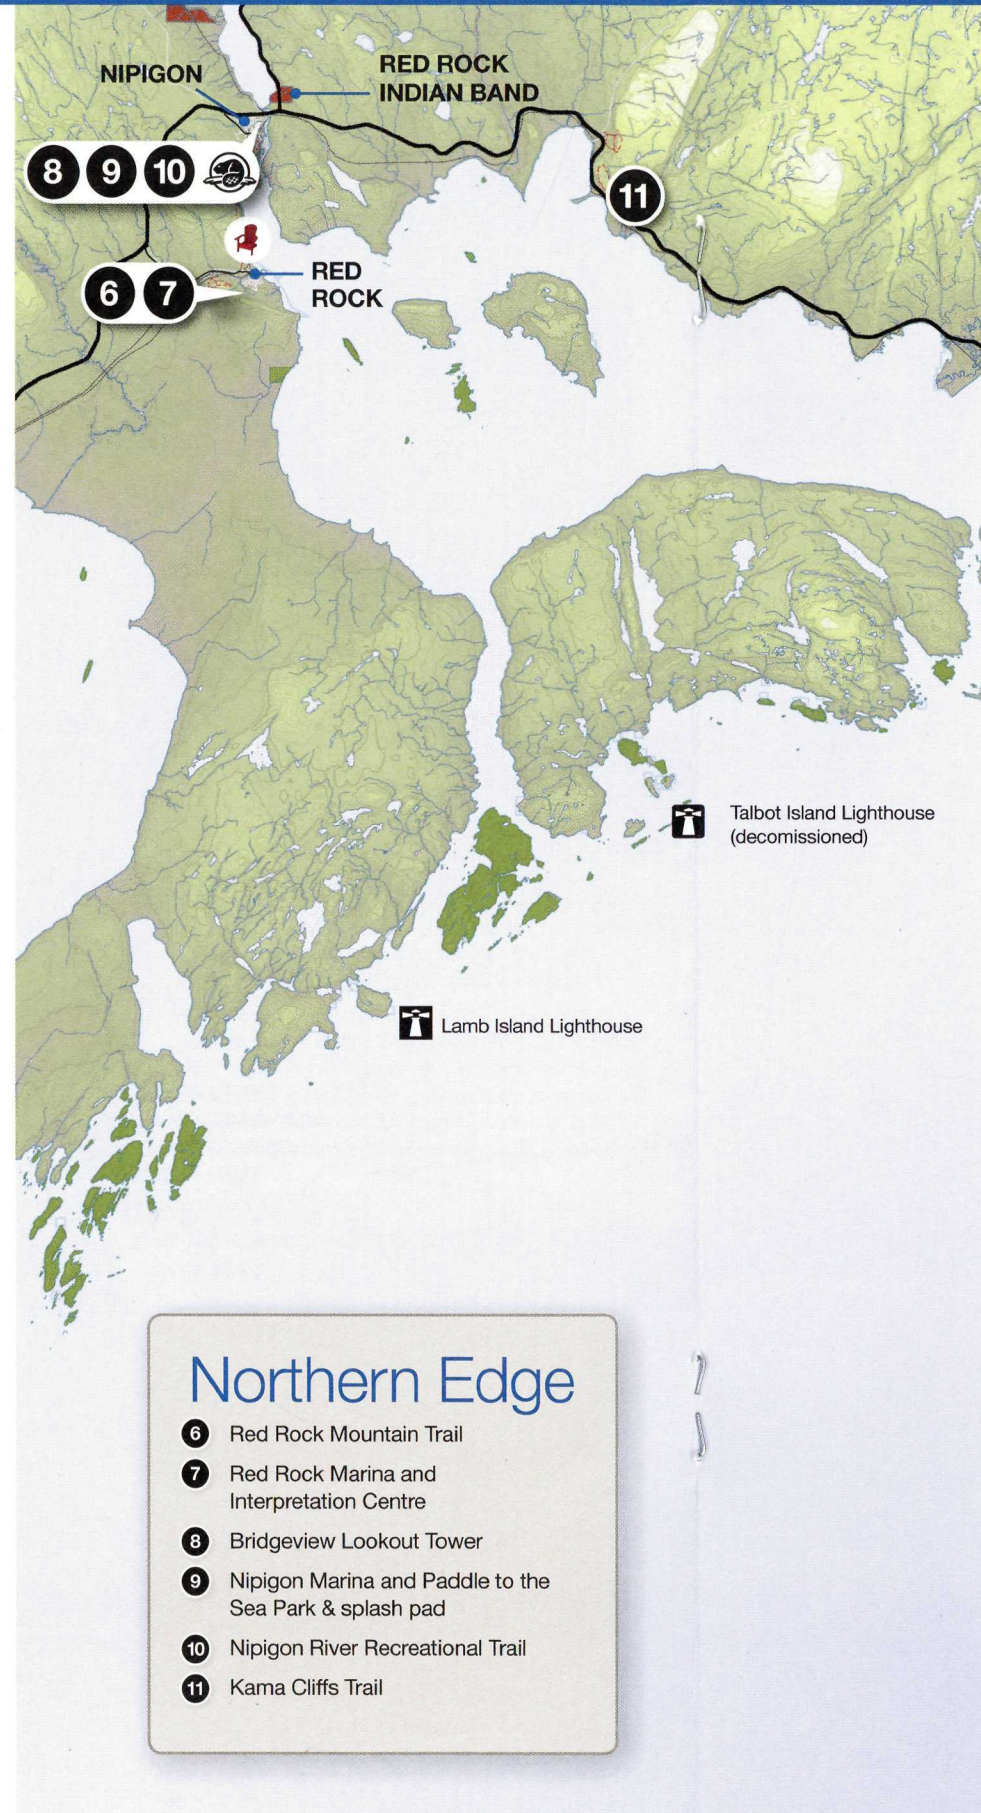 NIPIGON
RED ROCK
INDIAN BAND
8 9 10
11
RED
ROCK
6 7
Talbot Island Lighthouse
(decomissioned)
Lamb Island Lighthouse
Northern Edge
6 Red Rock Mountain Trail
7 Red Rock Marina and
Interpretation Centre
8 Bridgeview Lookout Tower
9 Nipigon Marina and Paddle to the
Sea Park & splash pad
10 Nipigon River Recreational Trail
11 Kama Cliffs Trail